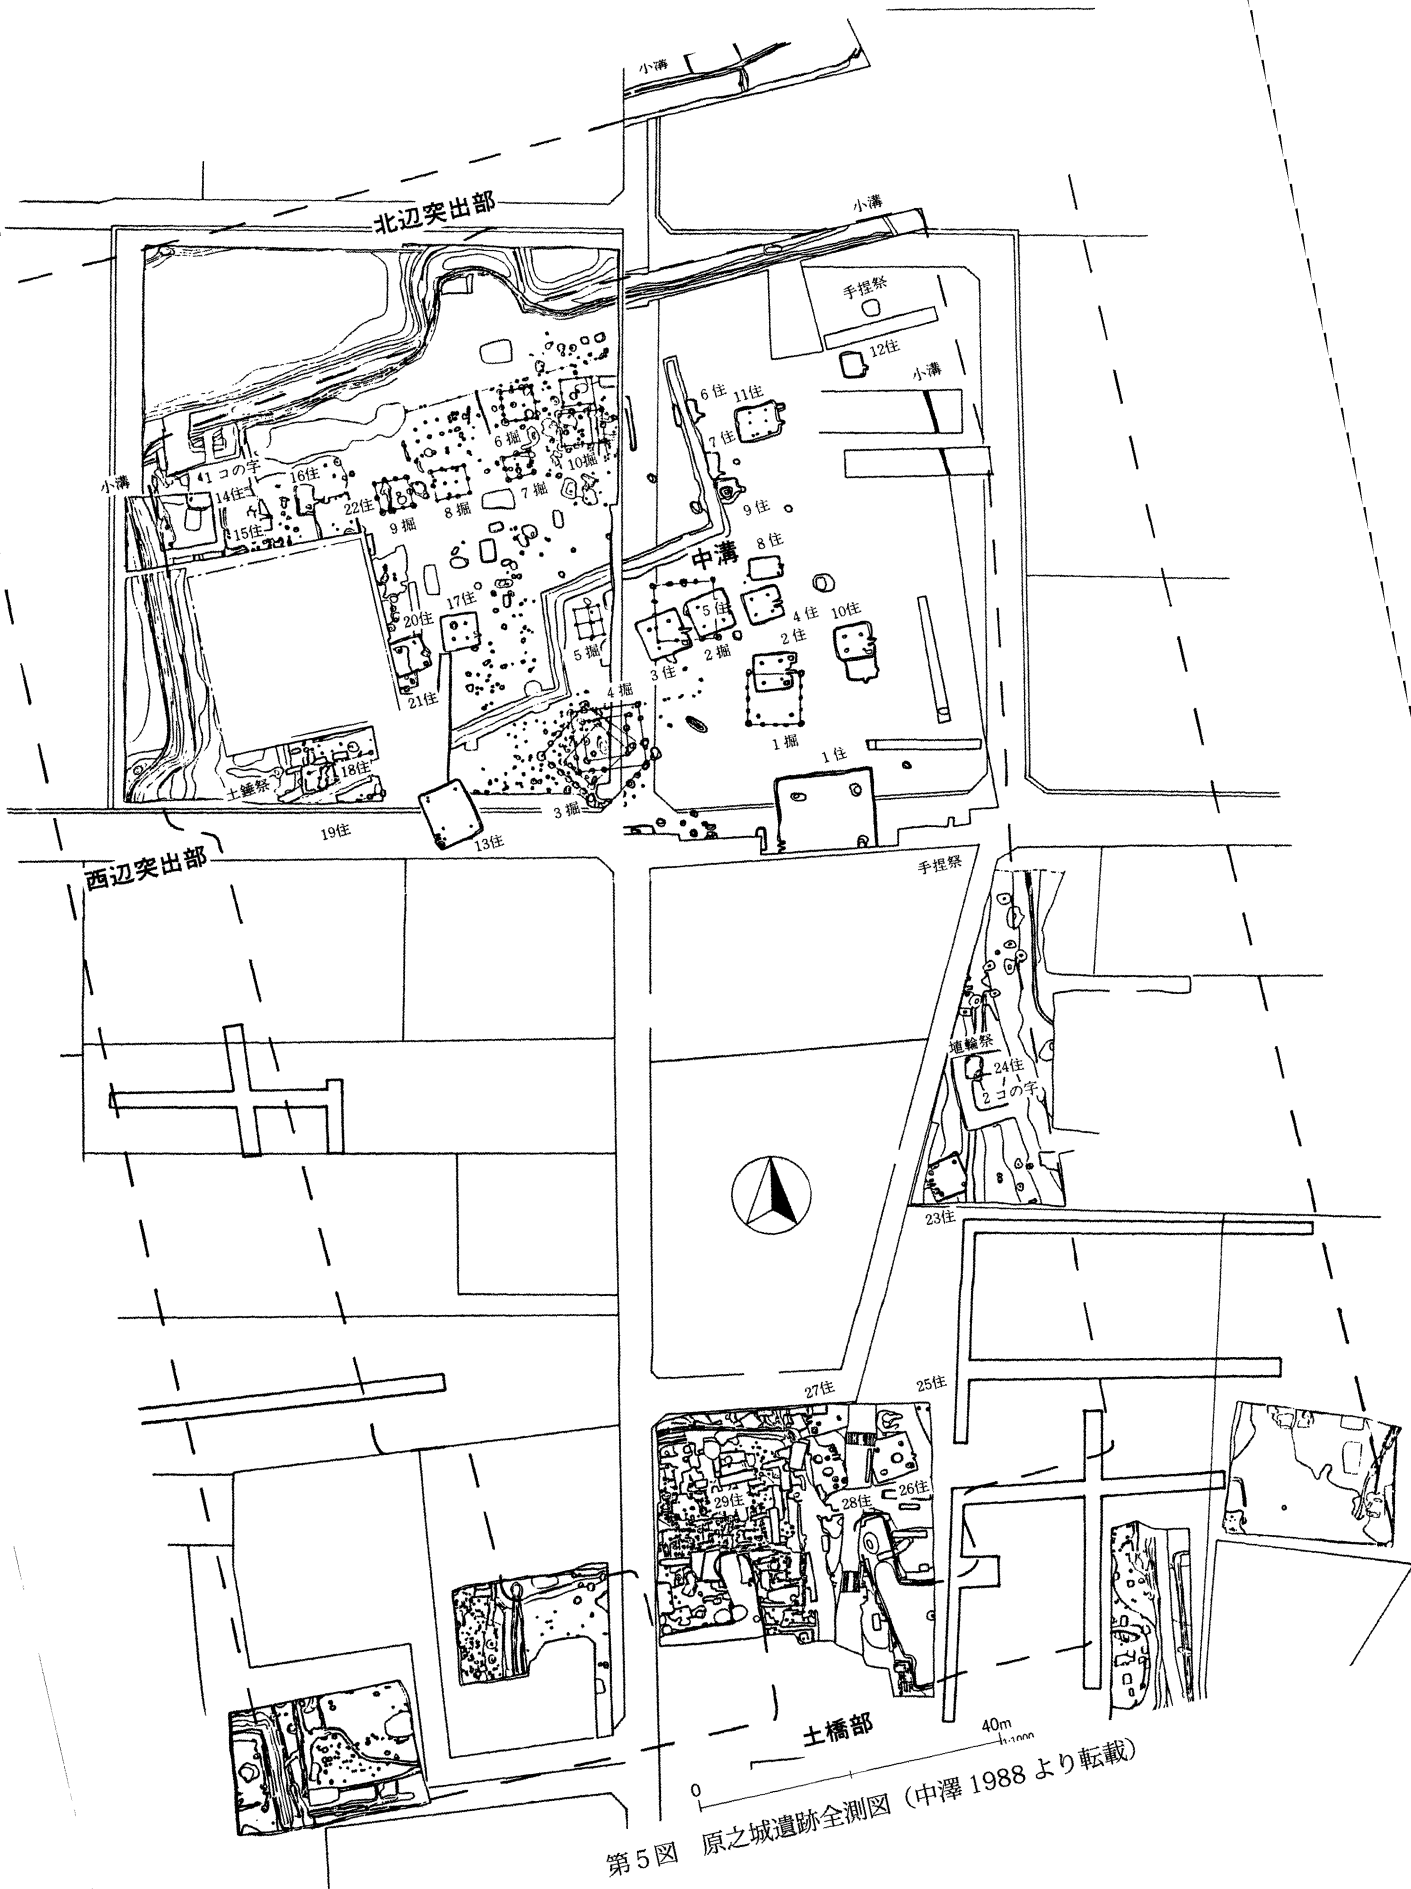 小溝
北辺突出部
小溝
手捏祭
12住
小溝
6住
11住
7住
6掘
10掘
7掘
小溝
1コの字
16住
14住
22住
8掘
9掘
15住
9住
中溝
8住
17住
20住
5住
4住
10住
2住
5掘
2掘
3住
21住
4掘
1掘
1住
18住
土錘祭
3掘
19住
13住
西辺突出部
手捏祭
埴輪祭
24住
2コの字
23住
27住
25住
29住
28住
26住
土橋部
0
40m
1:1000
第5図 原之城遺跡全測図(中澤1988より転載)